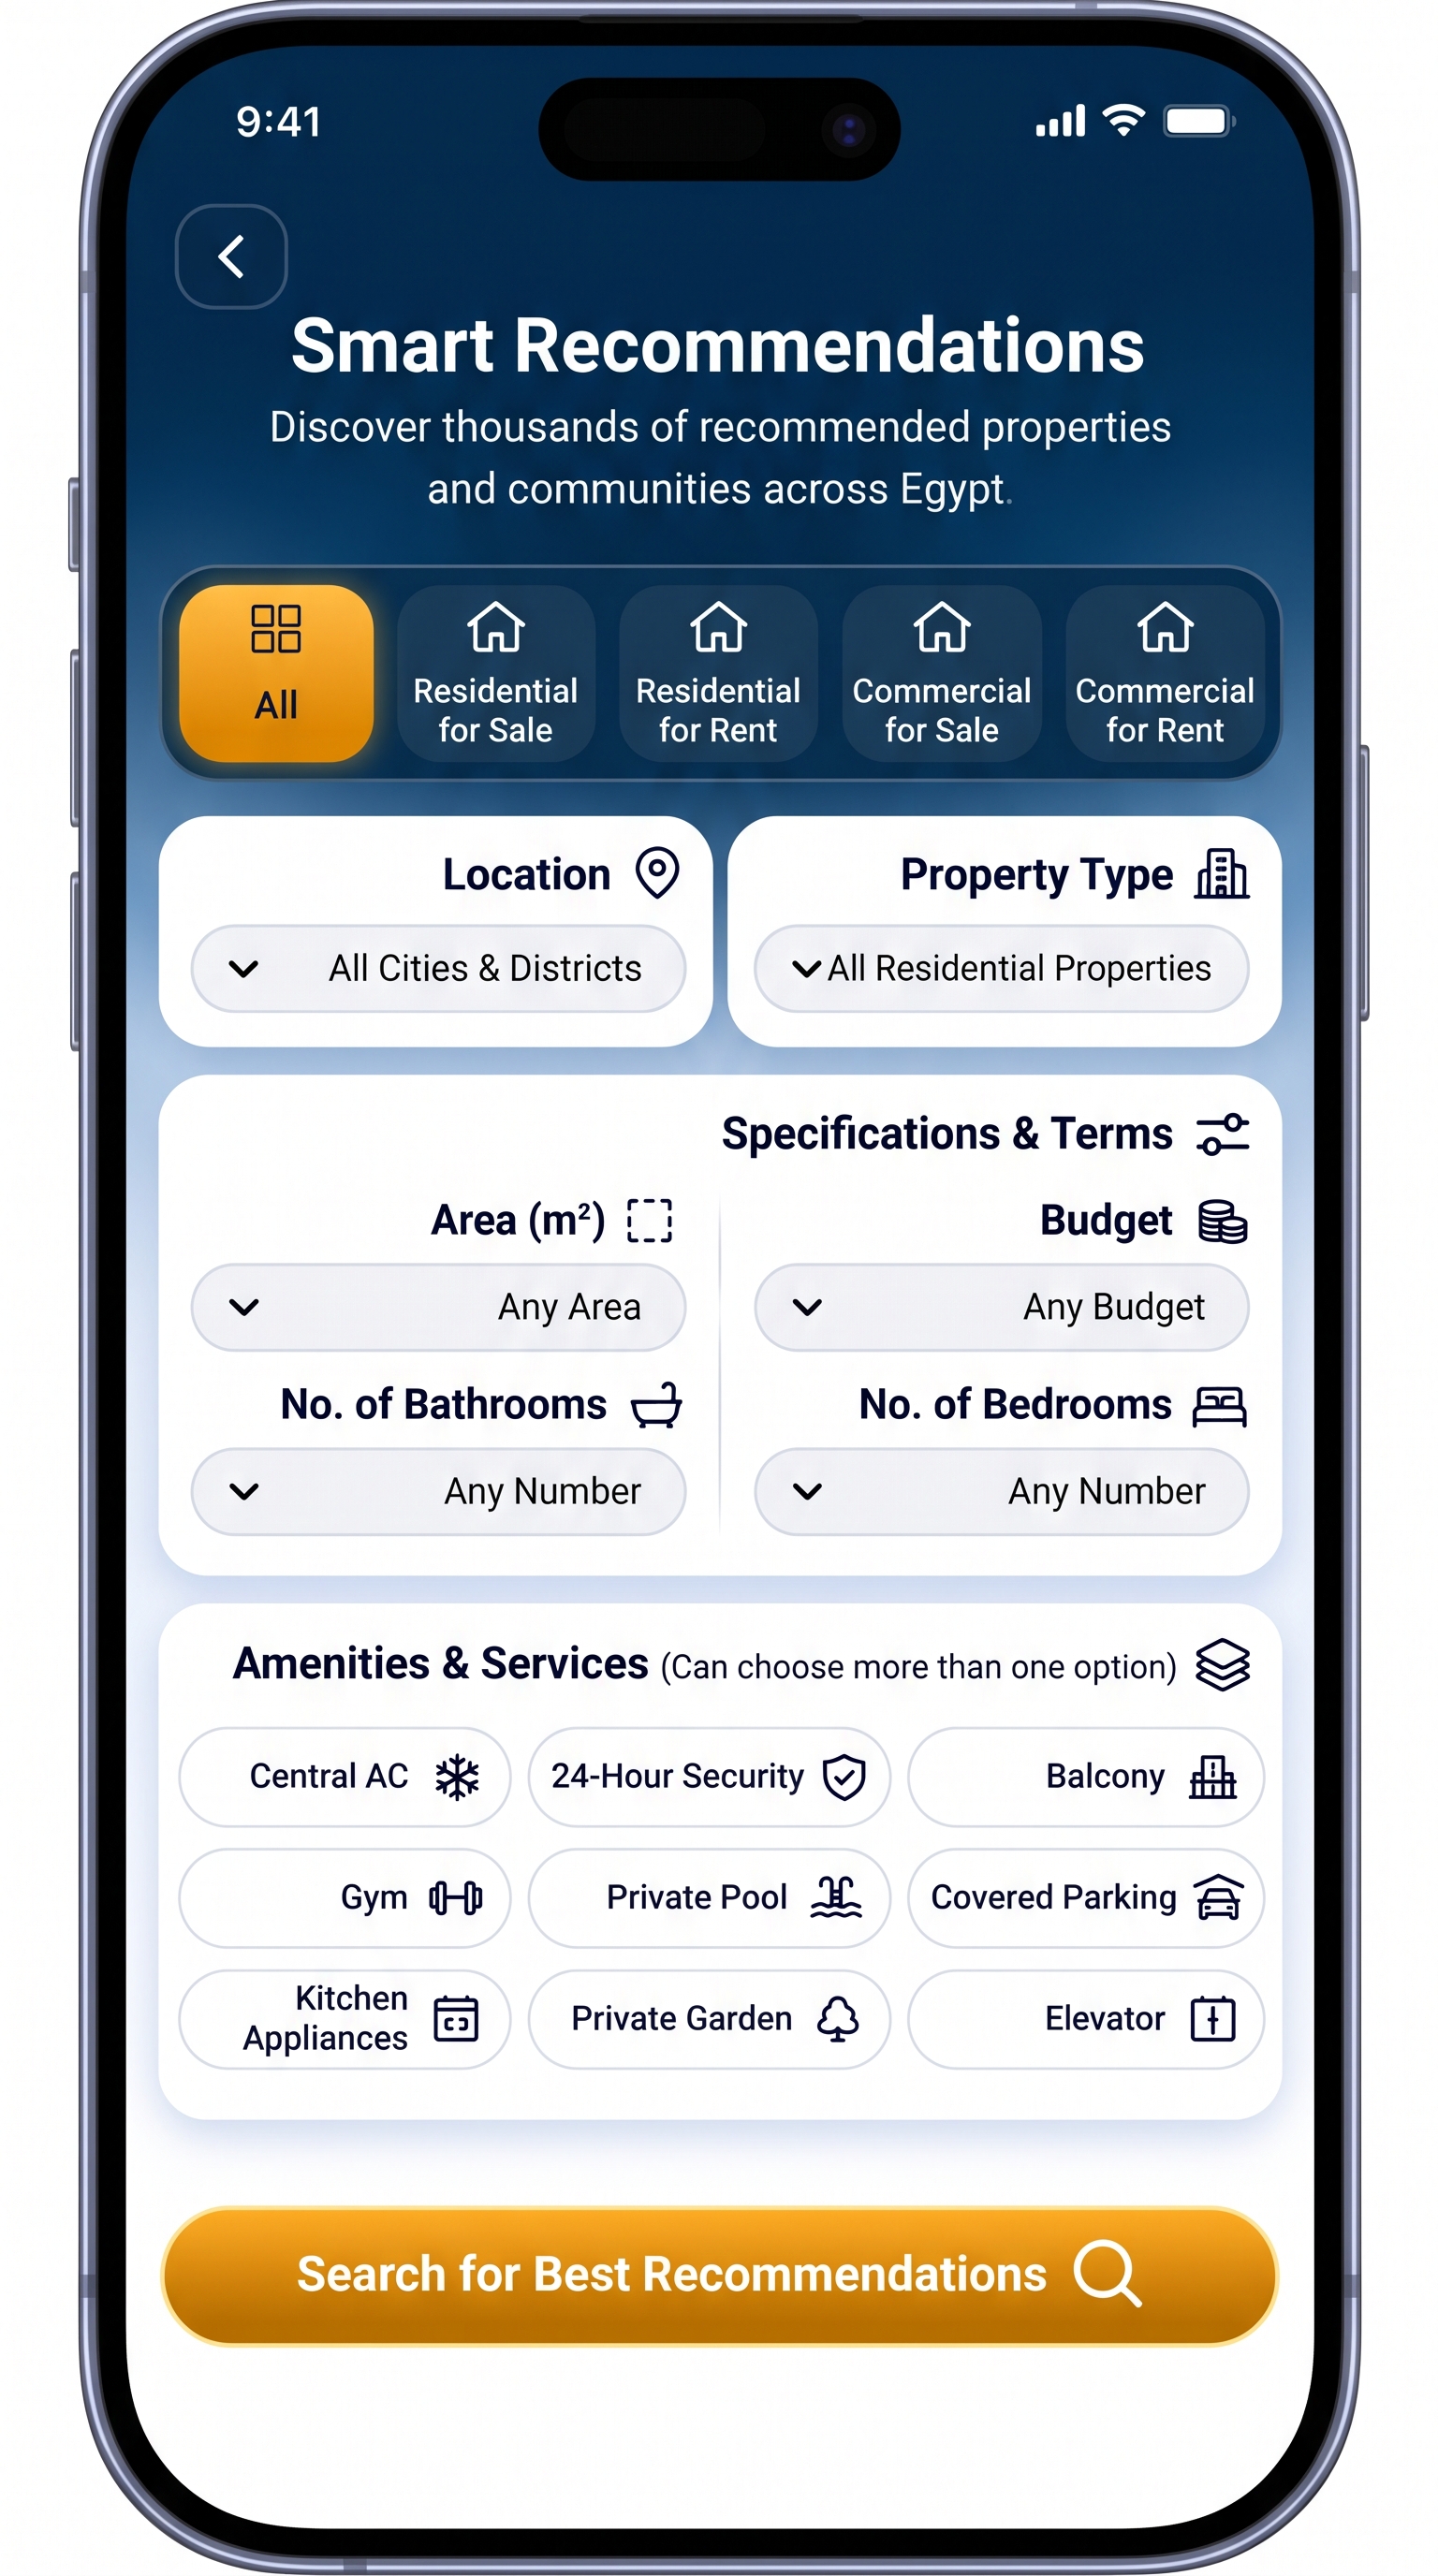 9:41
Smart Recommendations
Discover thousands of recommended properties
and communities across Egypt.
All
Residential
for Sale
Residential
for Rent
Commercial
for Sale
Commercial
for Rent
Location
All Cities & Districts
Property Type
All Residential Properties
Specifications & Terms
Area (m²)
Any Area
Budget
Any Budget
No. of Bathrooms
Any Number
No. of Bedrooms
Any Number
Amenities & Services (Can choose more than one option)
Central AC
24-Hour Security
Balcony
Gym
Private Pool
Covered Parking
Kitchen
Appliances
Private Garden
Elevator
Search for Best Recommendations